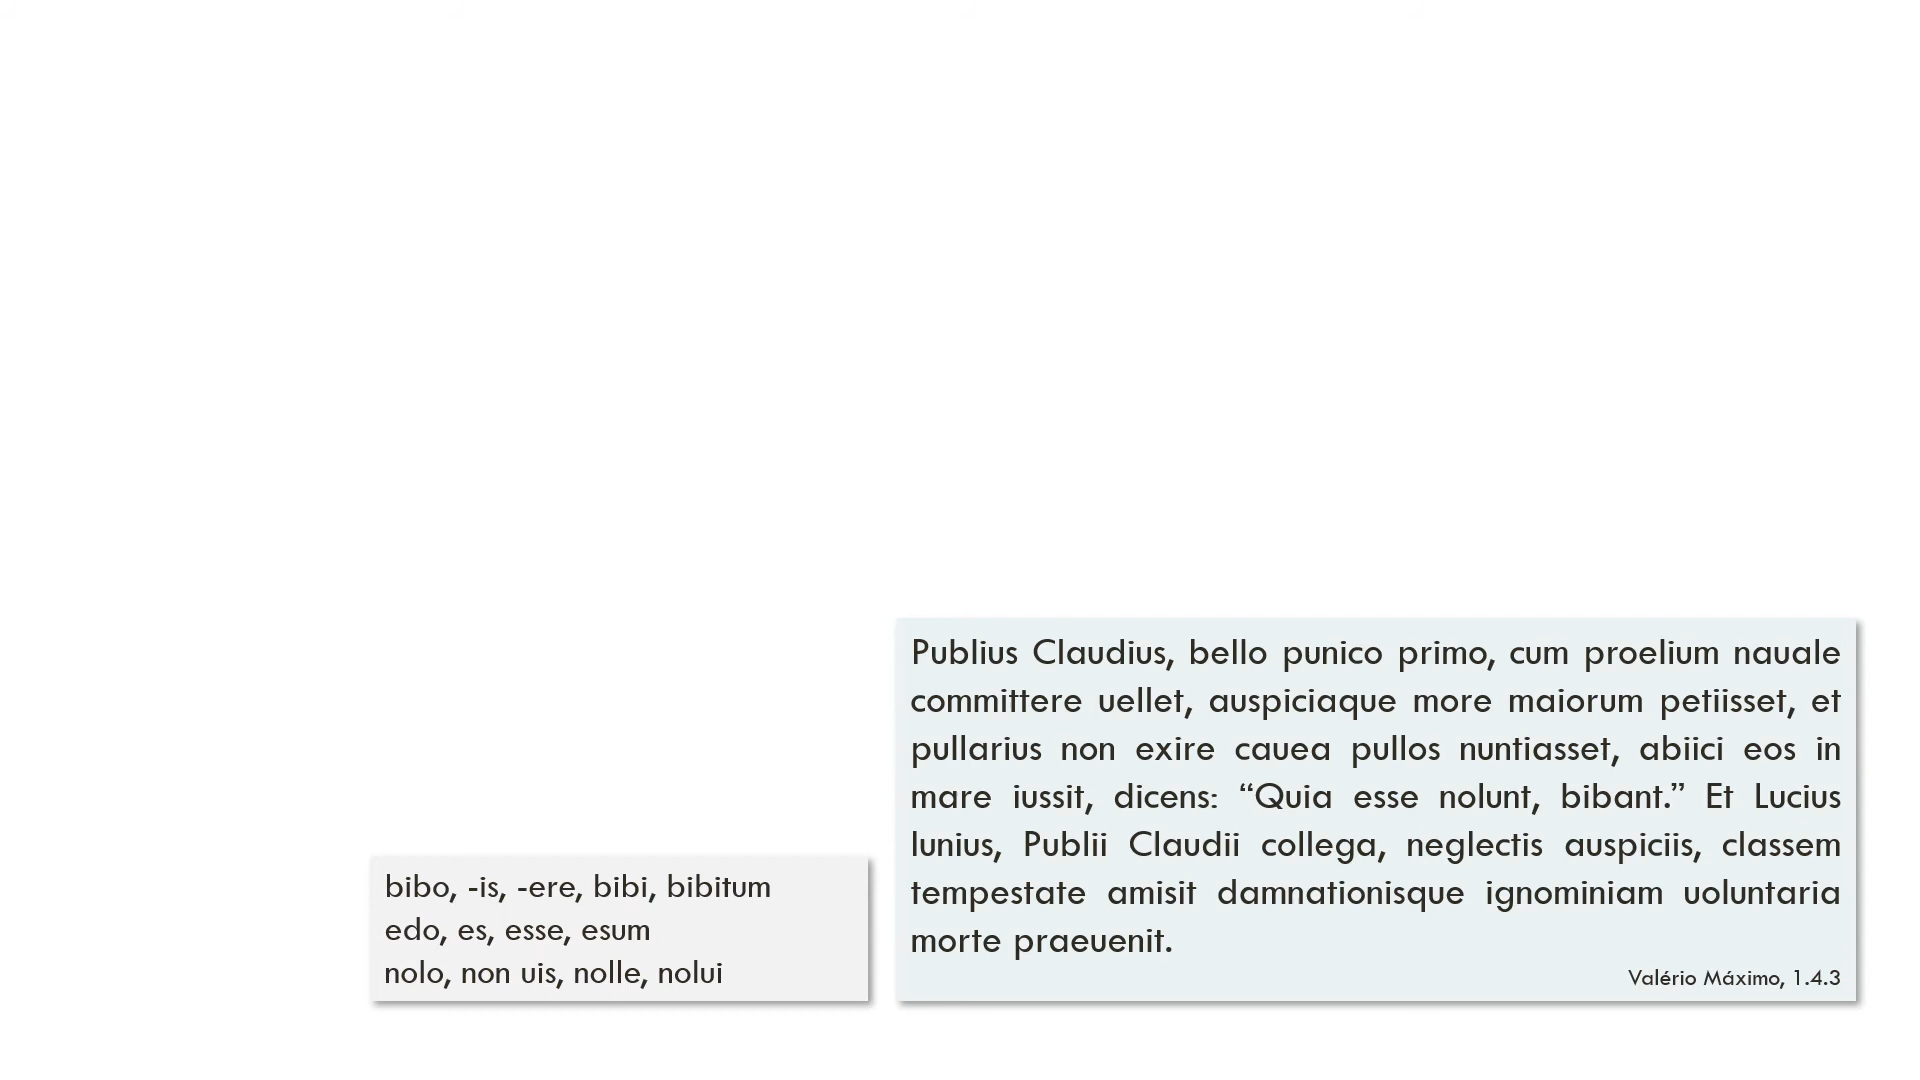 bibo, -is, -ere, bibi, bibitum
edo, es, esse, esum
nolo, non uis, nolle, nolui
Publius Claudius, bello punico primo, cum proelium nauale
committere uellet, auspiciaque more maiorum petiisset, et
pullarius non exire cauea pullos nuntiasset, abiici eos in
mare iussit, dicens: “Quia esse nolunt, bibant.” Et Lucius
Iunius, Publii Claudii collega, neglectis auspiciis, classem
tempestate amisit damnationisque ignominiam uoluntaria
morte praeuenit.
Valério Máximo, 1.4.3